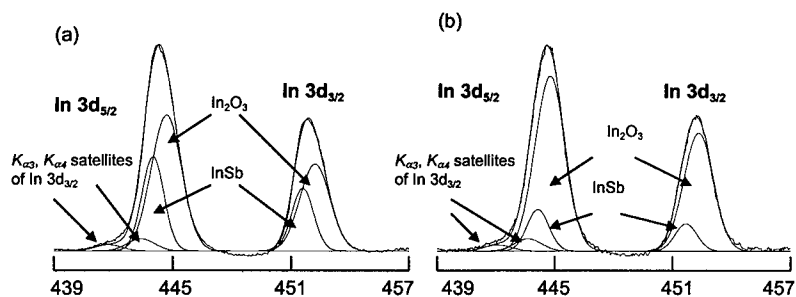 (a)
In 3d5/2
In2O3
In 3d3/2
Kα3, Kα4 satellites
of In 3d3/2
InSb
439 445 451 457
(b)
In 3d5/2
In 3d3/2
In2O3
Kα3, Kα4 satellites
of In 3d3/2
InSb
439 445 451 457